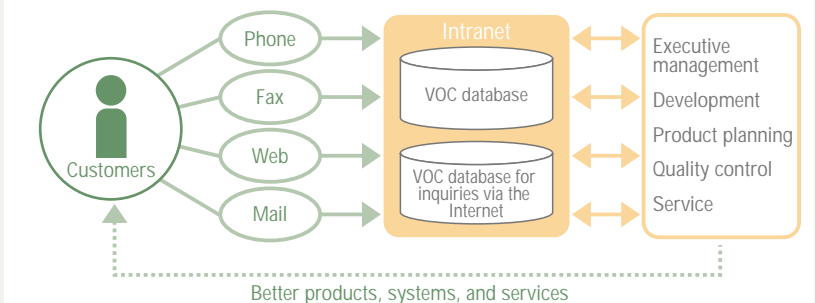 Customers
Phone
Fax
Web
Mail
Intranet
VOC database
VOC database for
inquiries via the
Internet
Executive
management
Development
Product planning
Quality control
Service
Better products, systems, and services